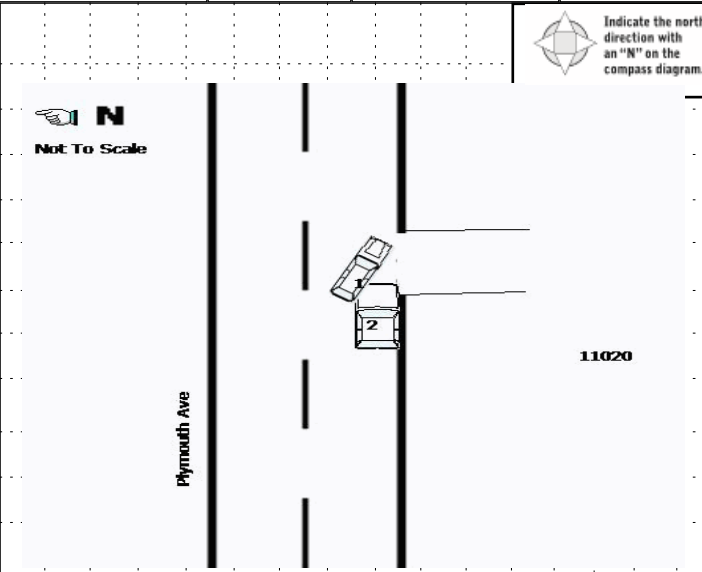 Indicate the north
direction with
an “N” on the
compass diagram.
N
Not To Scale
1
2
11020
Plymouth Ave